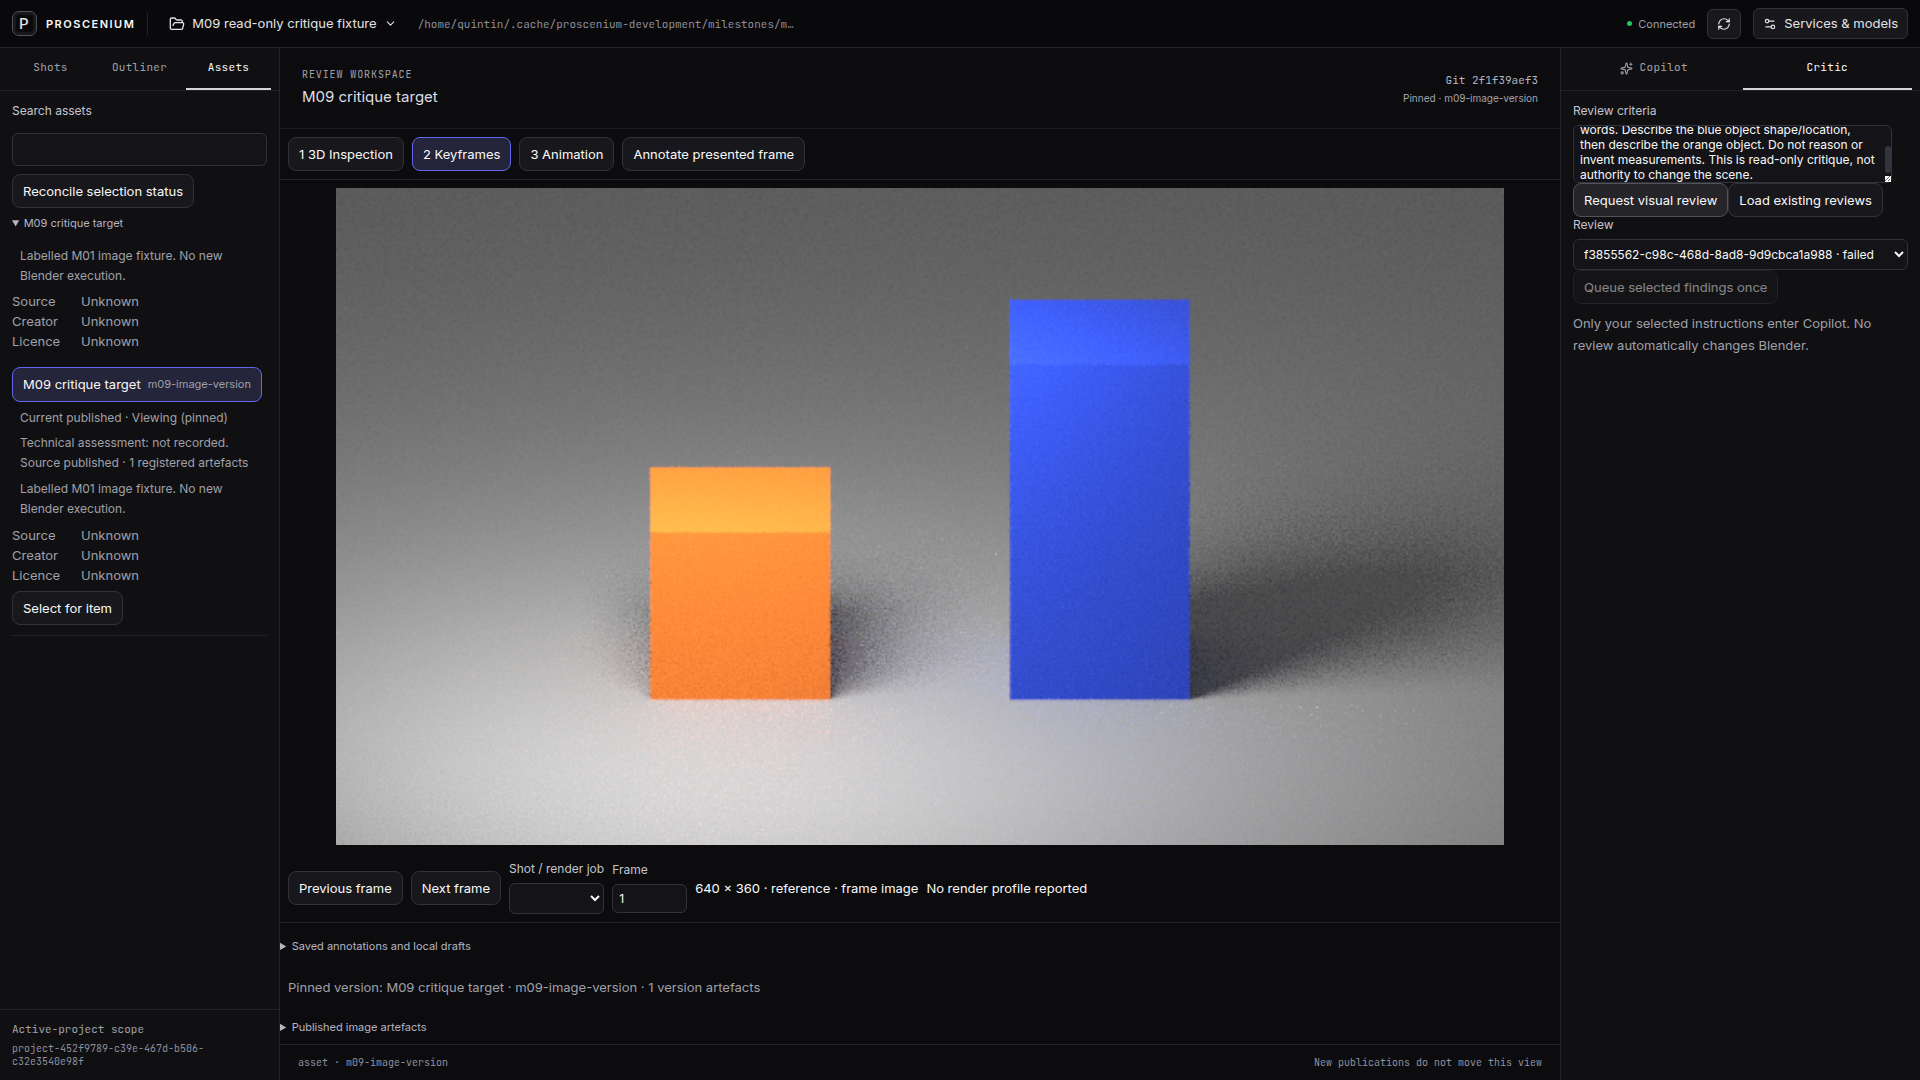 P PROSCENIUM
M09 read-only critique fixture
/home/quintin/.cache/proscenium-development/milestones/m…
Connected
Services & models
Shots
Outliner
Assets
Search assets
Reconcile selection status
M09 critique target
Labelled M01 image fixture. No new
Blender execution.
Source Unknown
Creator Unknown
Licence Unknown
M09 critique target m09-image-version
Current published · Viewing (pinned)
Technical assessment: not recorded.
Source published · 1 registered artefacts
Labelled M01 image fixture. No new
Blender execution.
Source Unknown
Creator Unknown
Licence Unknown
Select for item
Active-project scope
project-452f9789-c39e-467d-b506-
c32e3540e98f
REVIEW WORKSPACE
M09 critique target
Git 2f1f39aef3
Pinned · m09-image-version
1 3D Inspection
2 Keyframes
3 Animation
Annotate presented frame
Previous frame
Next frame
Shot / render job
Frame
1
640 × 360 · reference · frame image No render profile reported
Saved annotations and local drafts
Pinned version: M09 critique target · m09-image-version · 1 version artefacts
Published image artefacts
asset · m09-image-version
New publications do not move this view
Copilot
Critic
Review criteria
words. Describe the blue object shape/location,
then describe the orange object. Do not reason or
invent measurements. This is read-only critique, not
authority to change the scene.
Request visual review
Load existing reviews
Review
f3855562-c98c-468d-8ad8-9d9cbca1a988 · failed
Queue selected findings once
Only your selected instructions enter Copilot. No
review automatically changes Blender.